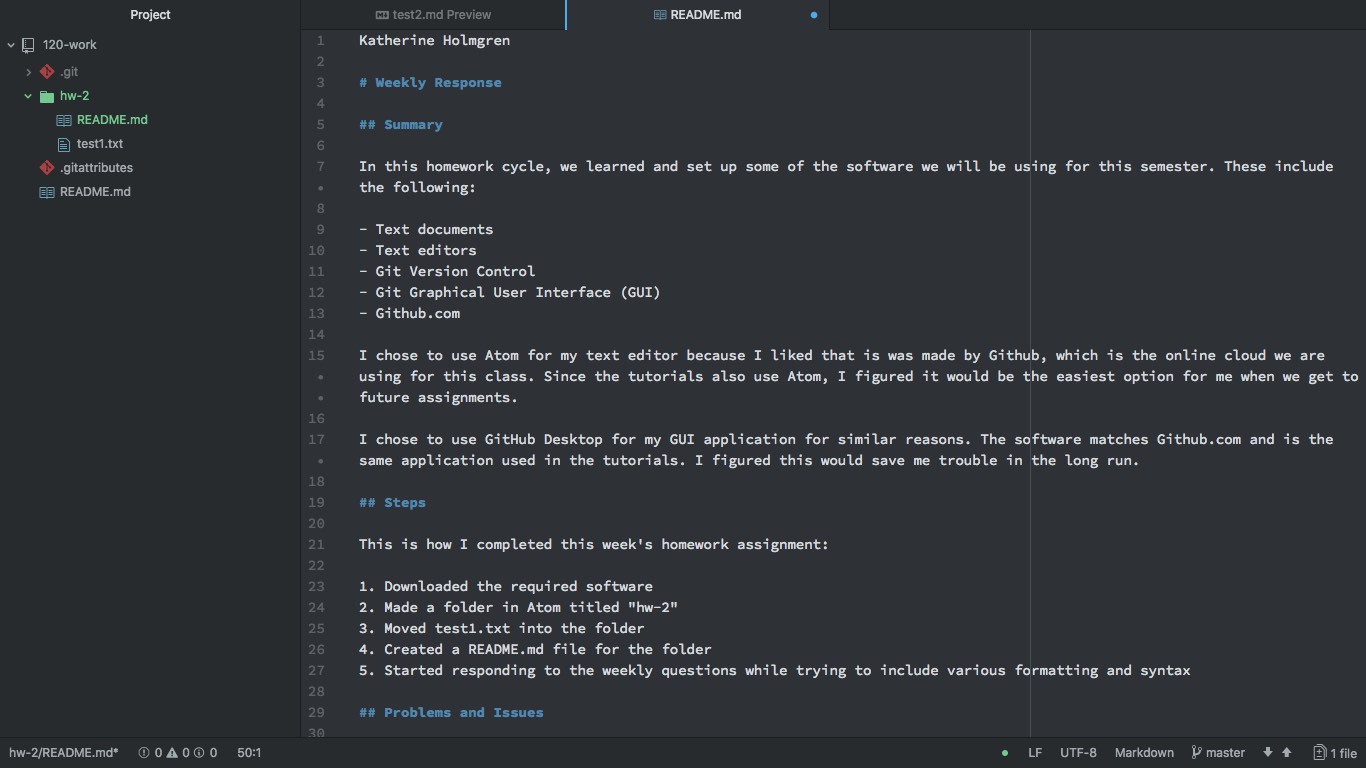 Project
120-work
.git
hw-2
README.md
test1.txt
.gitattributes
README.md
test2.md Preview
README.md
1 Katherine Holmgren
2
3 # Weekly Response
4
5 ## Summary
6
7 In this homework cycle, we learned and set up some of the software we will be using for this semester. These include
• the following:
8
9 - Text documents
10 - Text editors
11 - Git Version Control
12 - Git Graphical User Interface (GUI)
13 - Github.com
14
15 I chose to use Atom for my text editor because I liked that is was made by Github, which is the online cloud we are
• using for this class. Since the tutorials also use Atom, I figured it would be the easiest option for me when we get to
• future assignments.
16
17 I chose to use GitHub Desktop for my GUI application for similar reasons. The software matches Github.com and is the
• same application used in the tutorials. I figured this would save me trouble in the long run.
18
19 ## Steps
20
21 This is how I completed this week's homework assignment:
22
23 1. Downloaded the required software
24 2. Made a folder in Atom titled "hw-2"
25 3. Moved test1.txt into the folder
26 4. Created a README.md file for the folder
27 5. Started responding to the weekly questions while trying to include various formatting and syntax
28
29 ## Problems and Issues
30
hw-2/README.md* 0 0 0 50:1 LF UTF-8 Markdown master 1 file